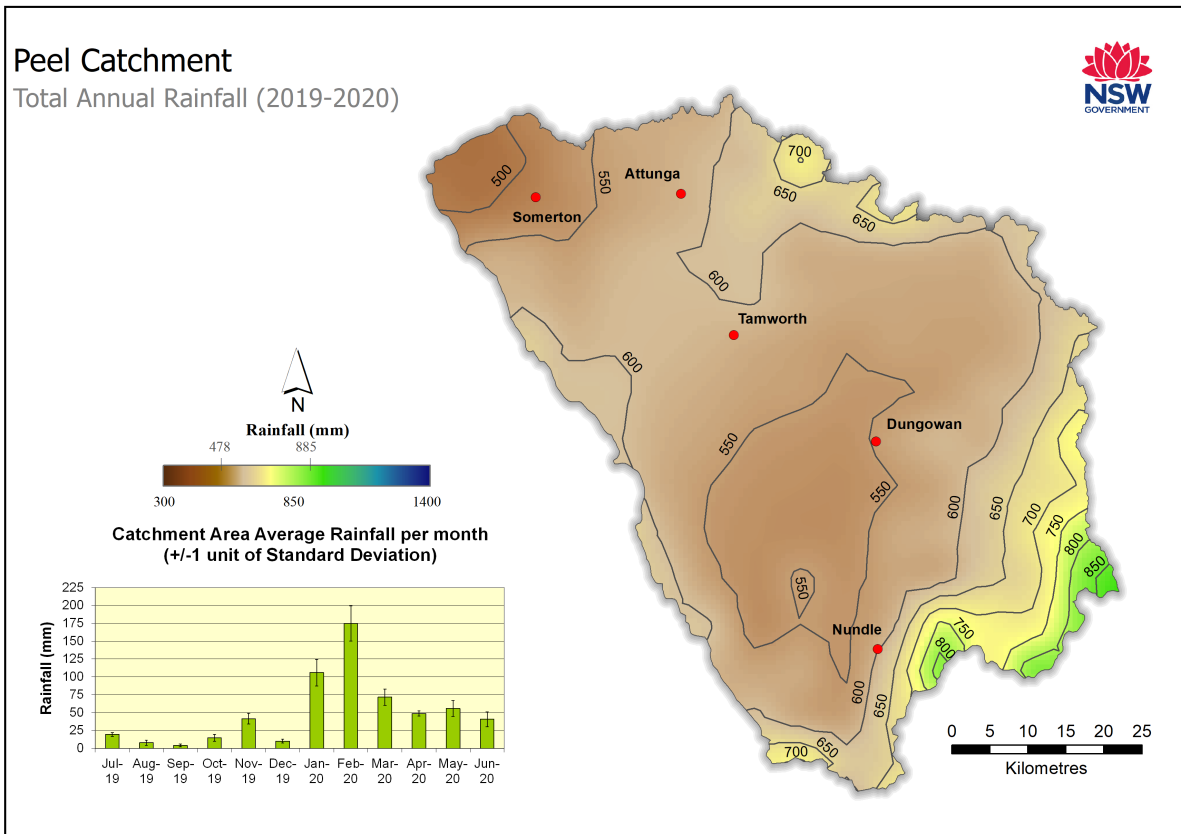 Peel Catchment
Total Annual Rainfall (2019-2020)
NSW
GOVERNMENT
700
500
550
Attunga
650
650
Somerton
600
Tamworth
600
N
Rainfall (mm)
478 885
300 850 1400
Dungowan
550
550
600
650
700
750
800
850
550
Nundle
750
800
600
650
650
700
Catchment Area Average Rainfall per month
(+/-1 unit of Standard Deviation)
Rainfall (mm)
225
200
175
150
125
100
75
50
25
0
Jul-19
Aug-19
Sep-19
Oct-19
Nov-19
Dec-19
Jan-20
Feb-20
Mar-20
Apr-20
May-20
Jun-20
0 5 10 15 20 25
Kilometres